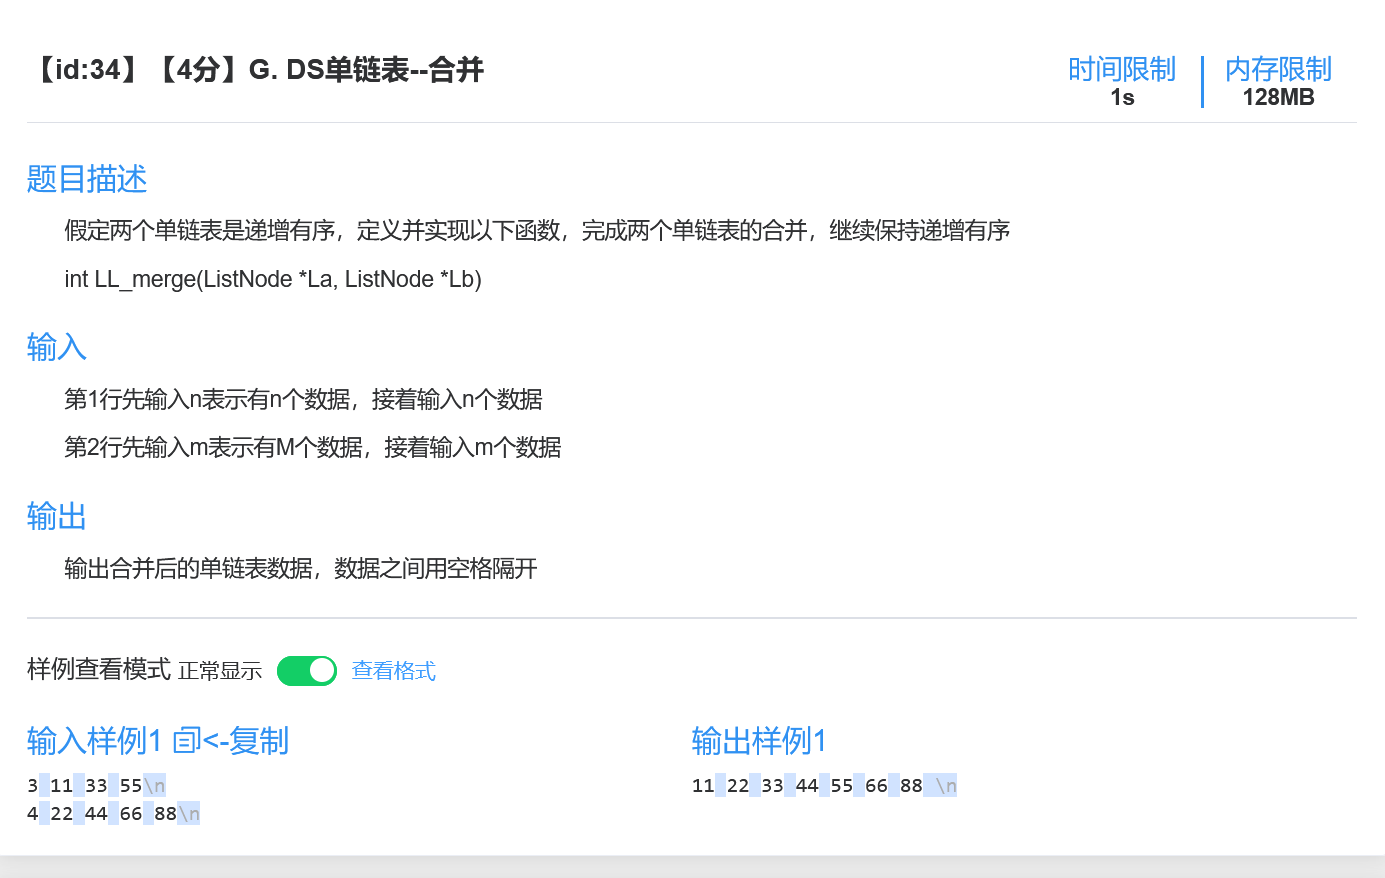 【id:34】【4分】G. DS单链表--合并
时间限制
1s
内存限制
128MB
题目描述
假定两个单链表是递增有序，定义并实现以下函数，完成两个单链表的合并，继续保持递增有序
int LL_merge(ListNode *La, ListNode *Lb)
输入
第1行先输入n表示有n个数据，接着输入n个数据
第2行先输入m表示有M个数据，接着输入m个数据
输出
输出合并后的单链表数据，数据之间用空格隔开
样例查看模式 正常显示 查看格式
输入样例1 <-复制
3 11 33 55\n
4 22 44 66 88\n
输出样例1
11 22 33 44 55 66 88 \n